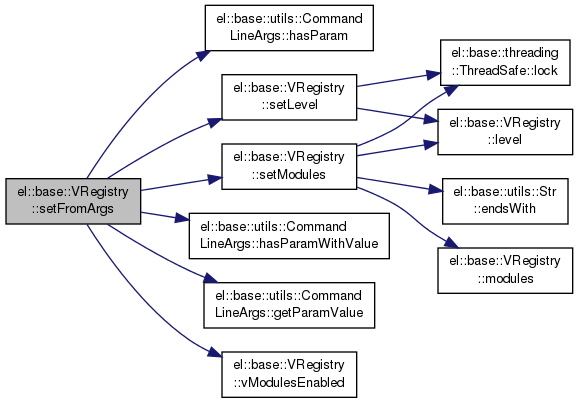 el::base::VRegistry
::setFromArgs
el::base::utils::Command
LineArgs::hasParam
el::base::VRegistry
::setLevel
el::base::VRegistry
::setModules
el::base::utils::Command
LineArgs::hasParamWithValue
el::base::utils::Command
LineArgs::getParamValue
el::base::VRegistry
::vModulesEnabled
el::base::threading
::ThreadSafe::lock
el::base::VRegistry
::level
el::base::utils::Str
::endsWith
el::base::VRegistry
::modules